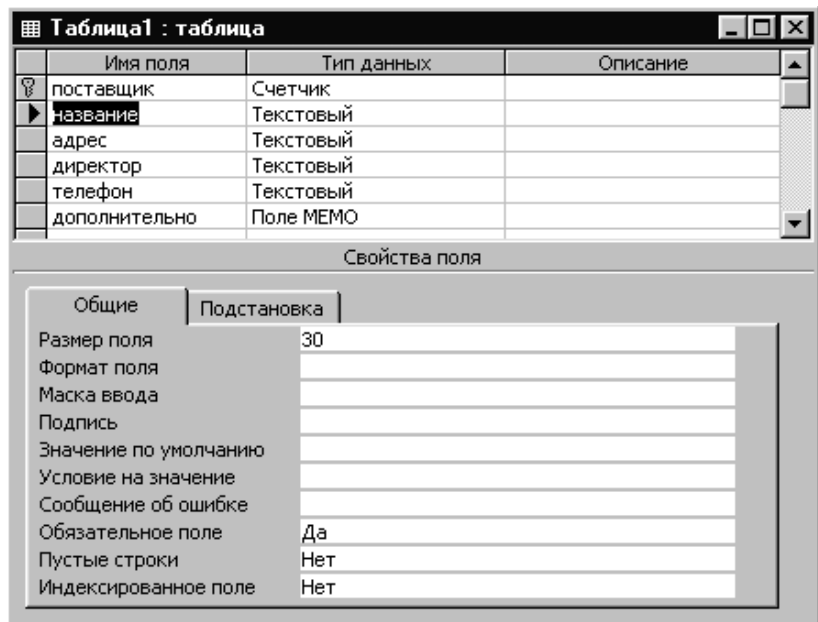 Таблица1 : таблица
Имя поля Тип данных Описание
поставщик Счетчик
название Текстовый
адрес Текстовый
директор Текстовый
телефон Текстовый
дополнительно Поле MEMO
Свойства поля
Общие Подстановка
Размер поля 30
Формат поля
Маска ввода
Подпись
Значение по умолчанию
Условие на значение
Сообщение об ошибке
Обязательное поле Да
Пустые строки Нет
Индексированное поле Нет